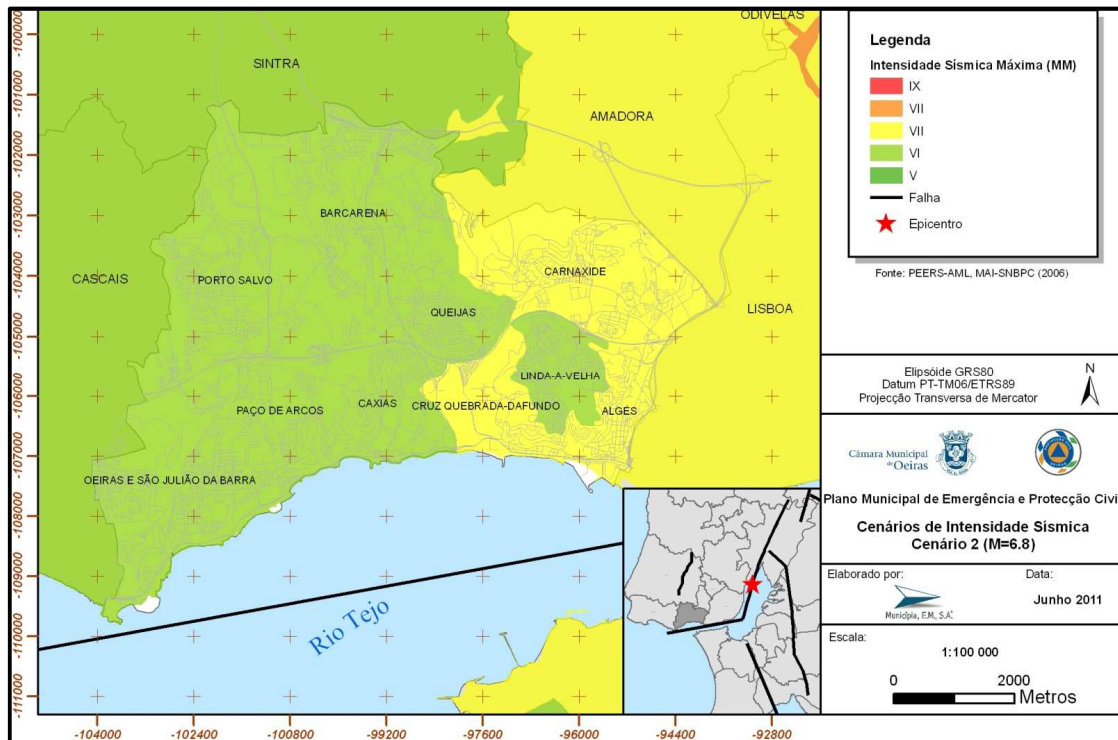 ODIVELAS
SINTRA
AMADORA
BARCARENA
CASCAIS
PORTO SALVO
CARNAXIDE
LISBOA
QUEIJAS
LINDA-A-VELHA
PAÇO DE ARCOS
CAXIAS
CRUZ QUEBRADA-DAFUNDO
ALGES
OEIRAS E SÃO JULIÃO DA BARRA
Rio Tejo
-100000
-101000
-102000
-103000
-104000
-105000
-106000
-107000
-108000
-109000
-110000
-111000
-104000
-102400
-100800
-99200
-97600
-96000
-94400
-92800
Legenda
Intensidade Sísmica Máxima (MM)
IX
VII
VII
VI
V
Falha
Epicentro
Fonte: PEERS-AML, MAI-SNBPC (2006)
Elipsóide GRS80
Datum PT-TM06/ETRS89
Projecção Transversa de Mercator
N
Câmara Municipal
de Oeiras
Plano Municipal de Emergência e Protecção Civi
Cenários de Intensidade Sísmica
Cenário 2 (M=6.8)
Elaborado por:
Município, E.M., S.A.
Data:
Junho 2011
Escala:
1:100 000
0 2000
Metros